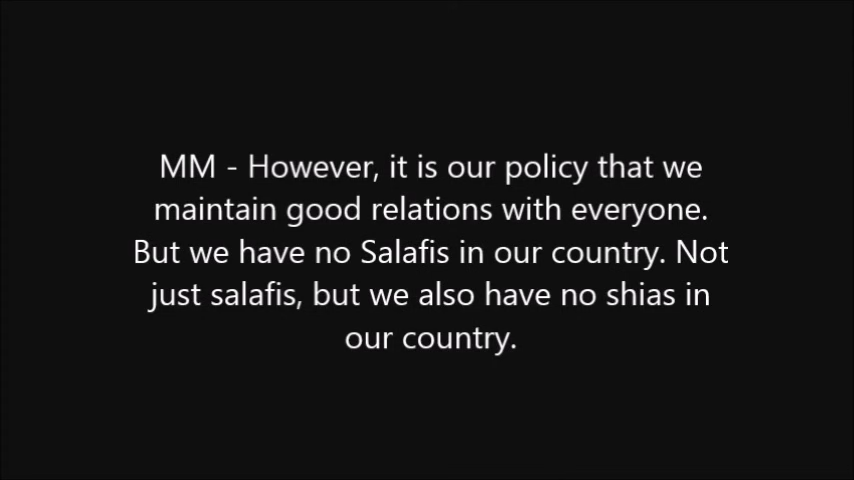 MM - However, it is our policy that we
maintain good relations with everyone.
But we have no Salafis in our country. Not
just salafis, but we also have no shias in
our country.